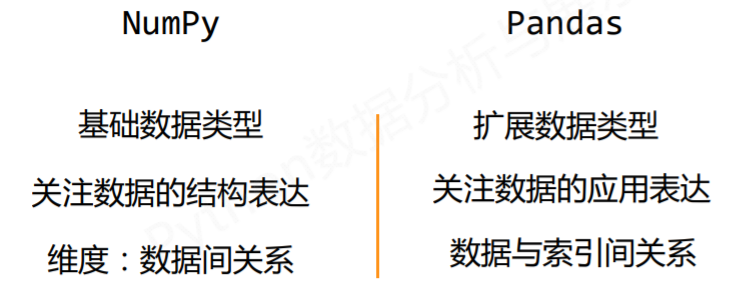 NumPy
Pandas
基础数据类型
扩展数据类型
关注数据的结构表达
关注数据的应用表达
维度：数据间关系
数据与索引间关系
Python数据分析与